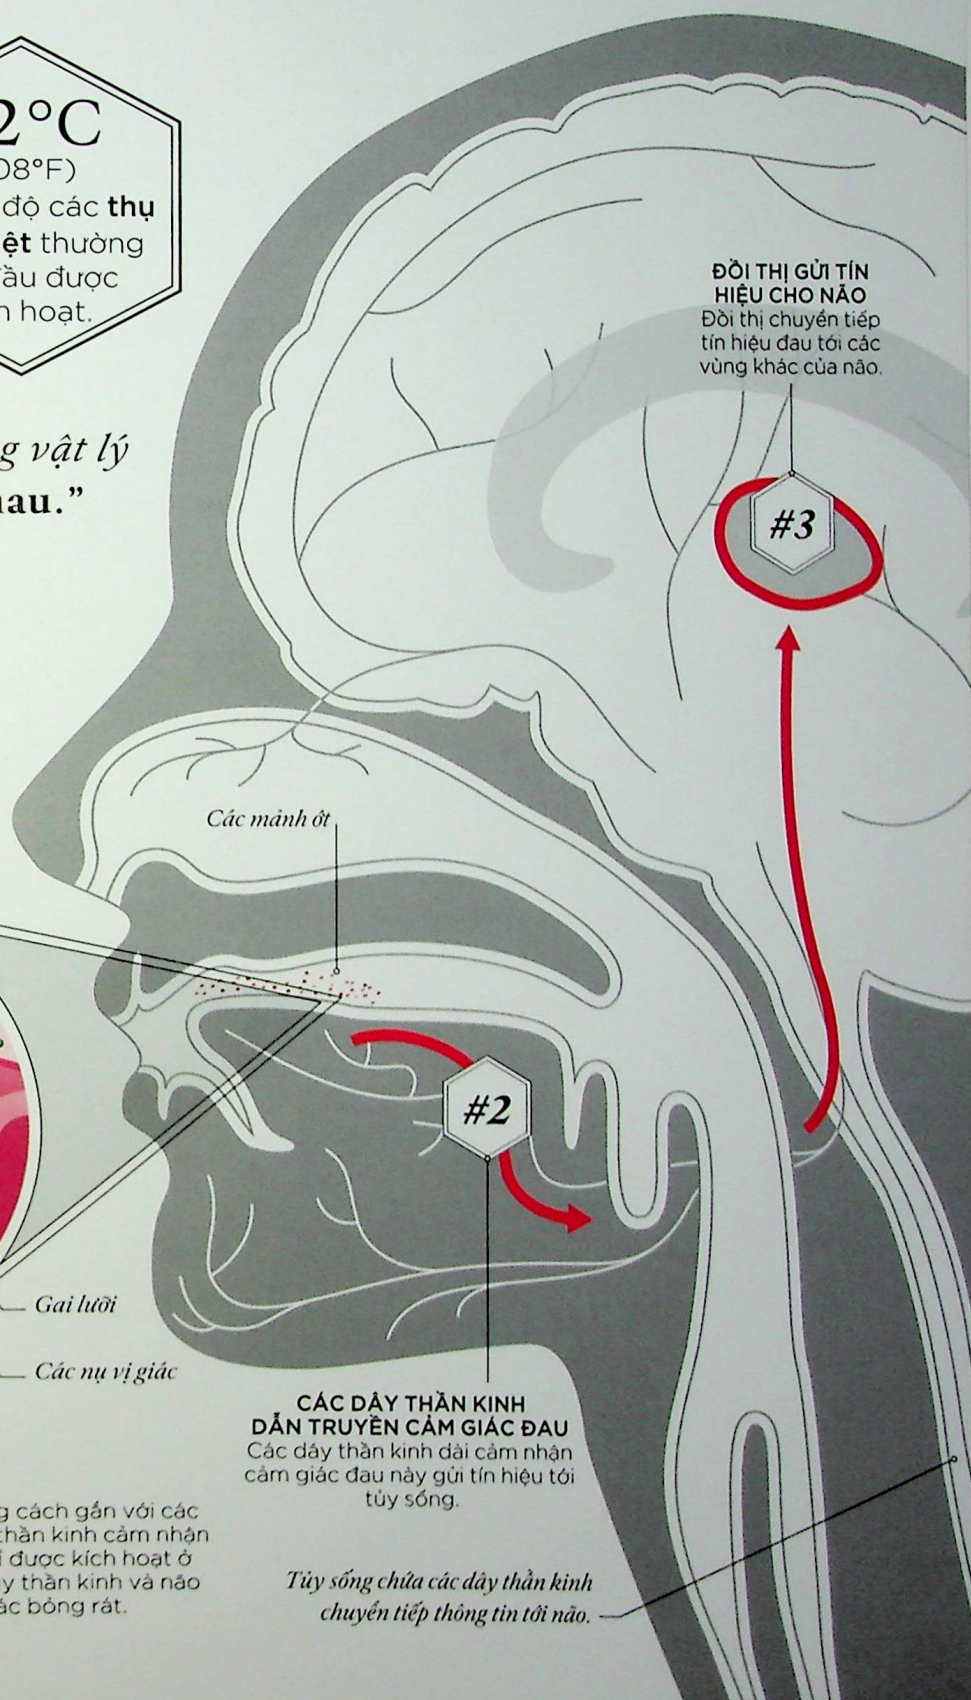 2°C
08°F)
độ các thụ
ệt thường
đầu được
h hoạt.
g vật lý
hau.”
ĐỒI THỊ GỬI TÍN
HIỆU CHO NÃO
Đồi thị chuyển tiếp
tín hiệu đau tới các
vùng khác của não.
#3
Các mảnh ớt
#2
Gai lưỡi
Các nụ vị giác
CÁC DÂY THẦN KINH
DẪN TRUYỀN CẢM GIÁC ĐAU
Các dây thần kinh dài cảm nhận
cảm giác đau này gửi tín hiệu tới
tủy sống.
g cách gắn với các
thần kinh cảm nhận
ỉ được kích hoạt ở
y thần kinh và não
ác bỏng rát.
Tủy sống chứa các dây thần kinh
chuyển tiếp thông tin tới não.